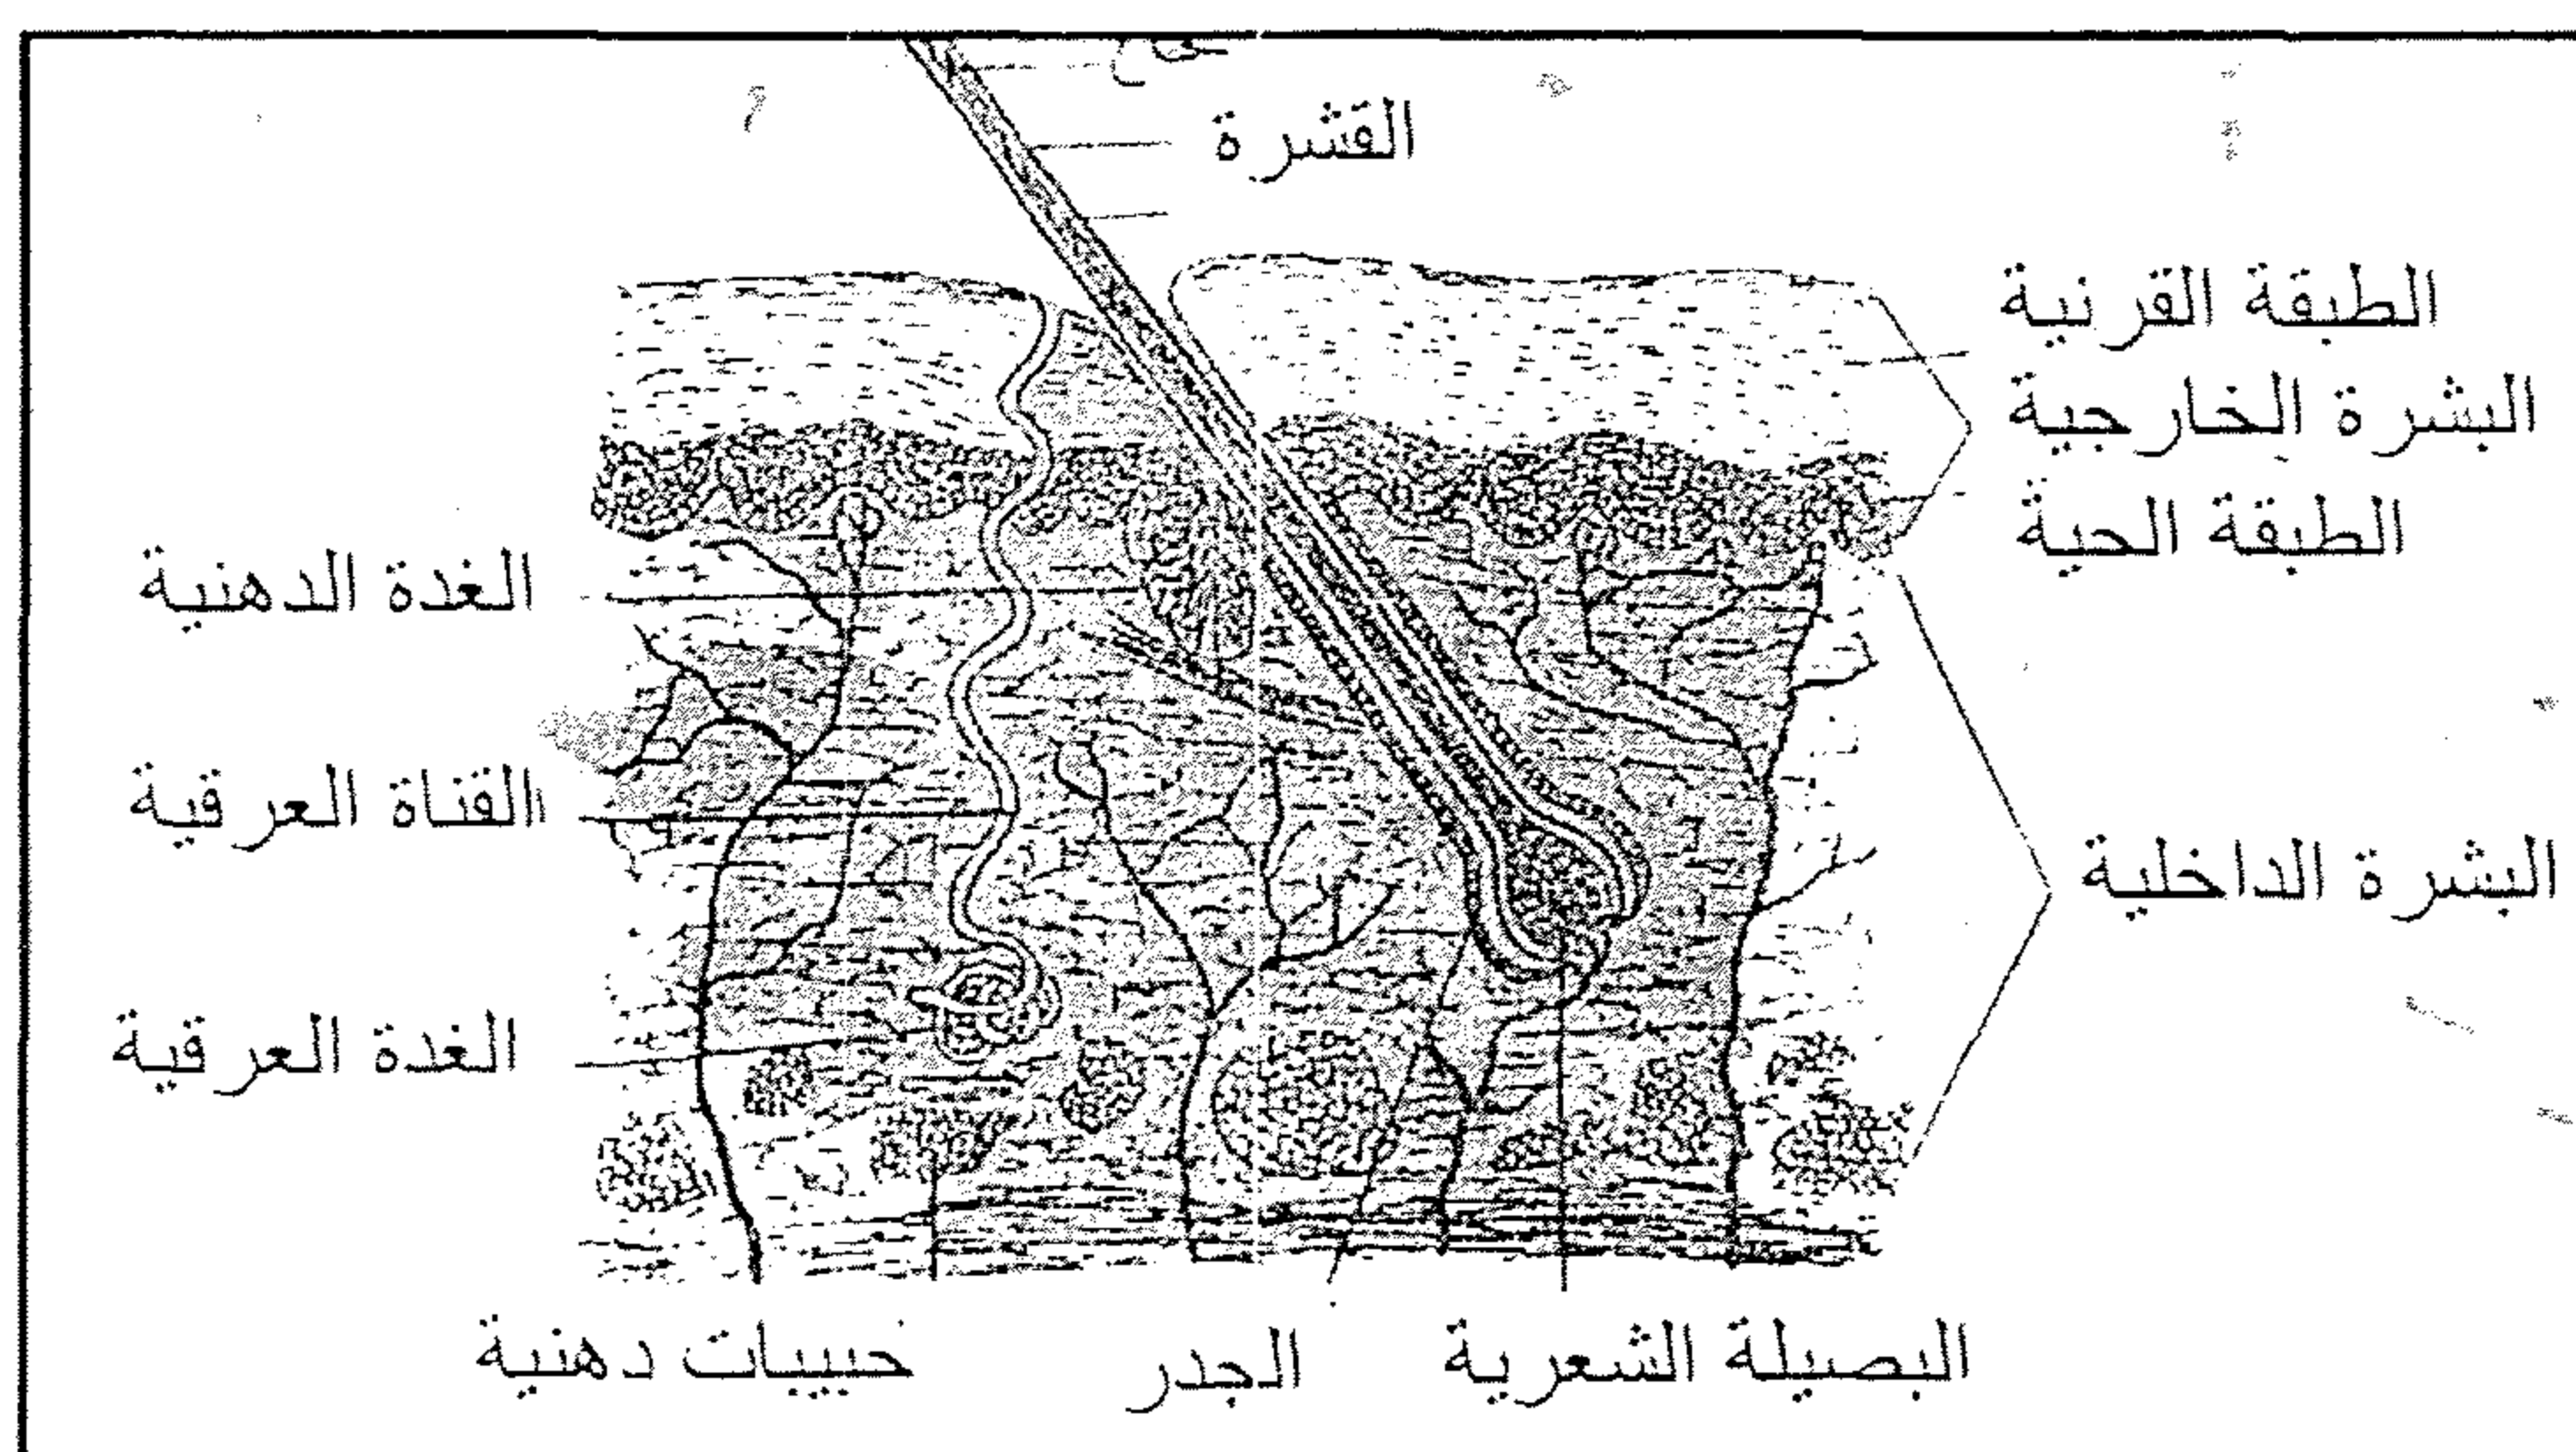 القشرة
الطبقة القرنية
البشرة الخارجية
الطبقة الحية
الغدة الدهنية
القناة العرقية
البشرة الداخلية
الغدة العرقية
حبيبات دهنية
الجدر
البصيلة الشعرية